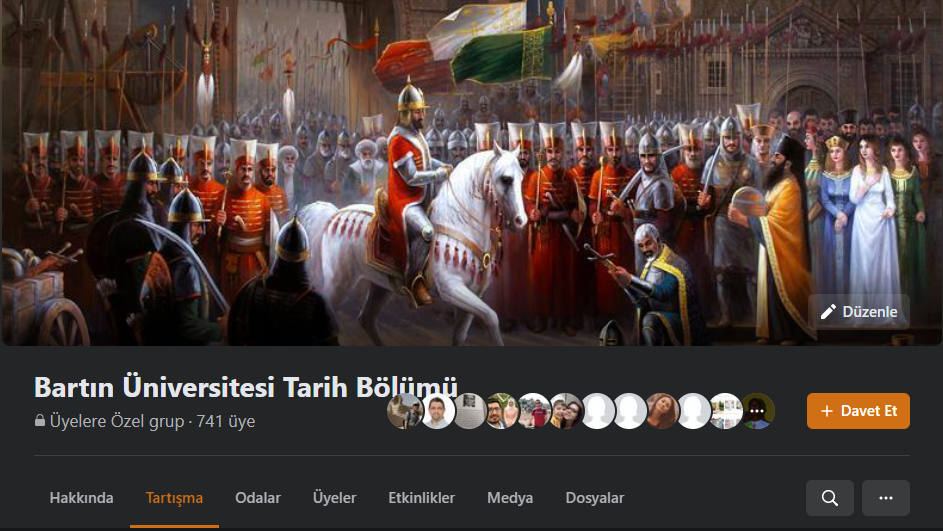 Düzenle
Bartın Üniversitesi Tarih Bölümü
Üyelere Özel grup · 741 üye
+ Davet Et
Hakkında Tartışma Odalar Üyeler Etkinlikler Medya Dosyalar